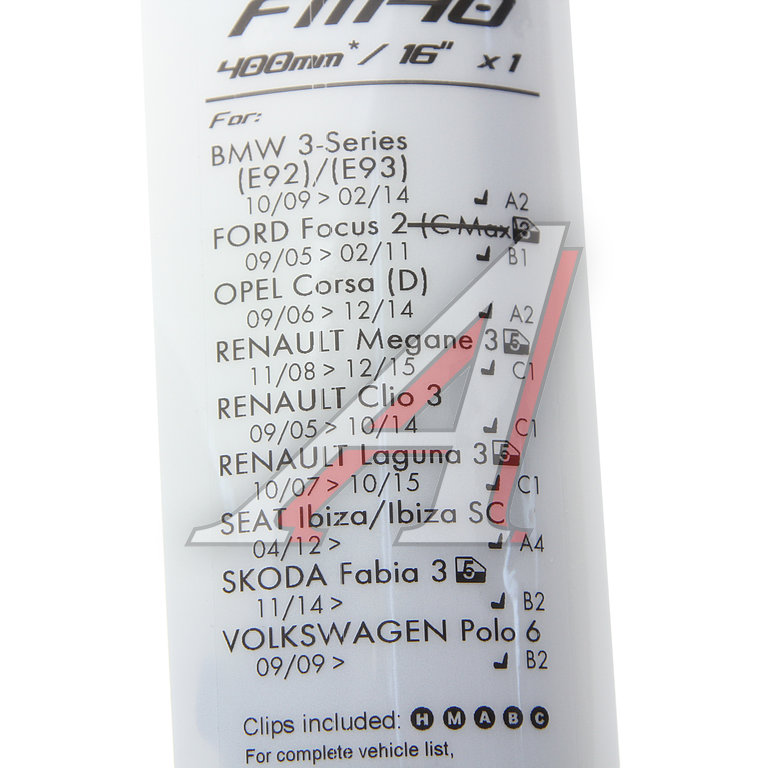 400mm* / 16" x 1
For:
BMW 3-Series
(E92)/(E93)
10/09 > 02/14 A2
FORD Focus 2 (C-Max) 3
09/05 > 02/11 B1
OPEL Corsa (D)
09/06 > 12/14 A2
RENAULT Megane 3 5
11/08 > 12/15 C1
RENAULT Clio 3
09/05 > 10/14 C1
RENAULT Laguna 3 5
10/07 > 10/15 C1
SEAT Ibiza/Ibiza SC
04/12 > A4
SKODA Fabia 3 5
11/14 > B2
VOLKSWAGEN Polo 6
09/09 > B2
Clips included: H M A B C
For complete vehicle list,